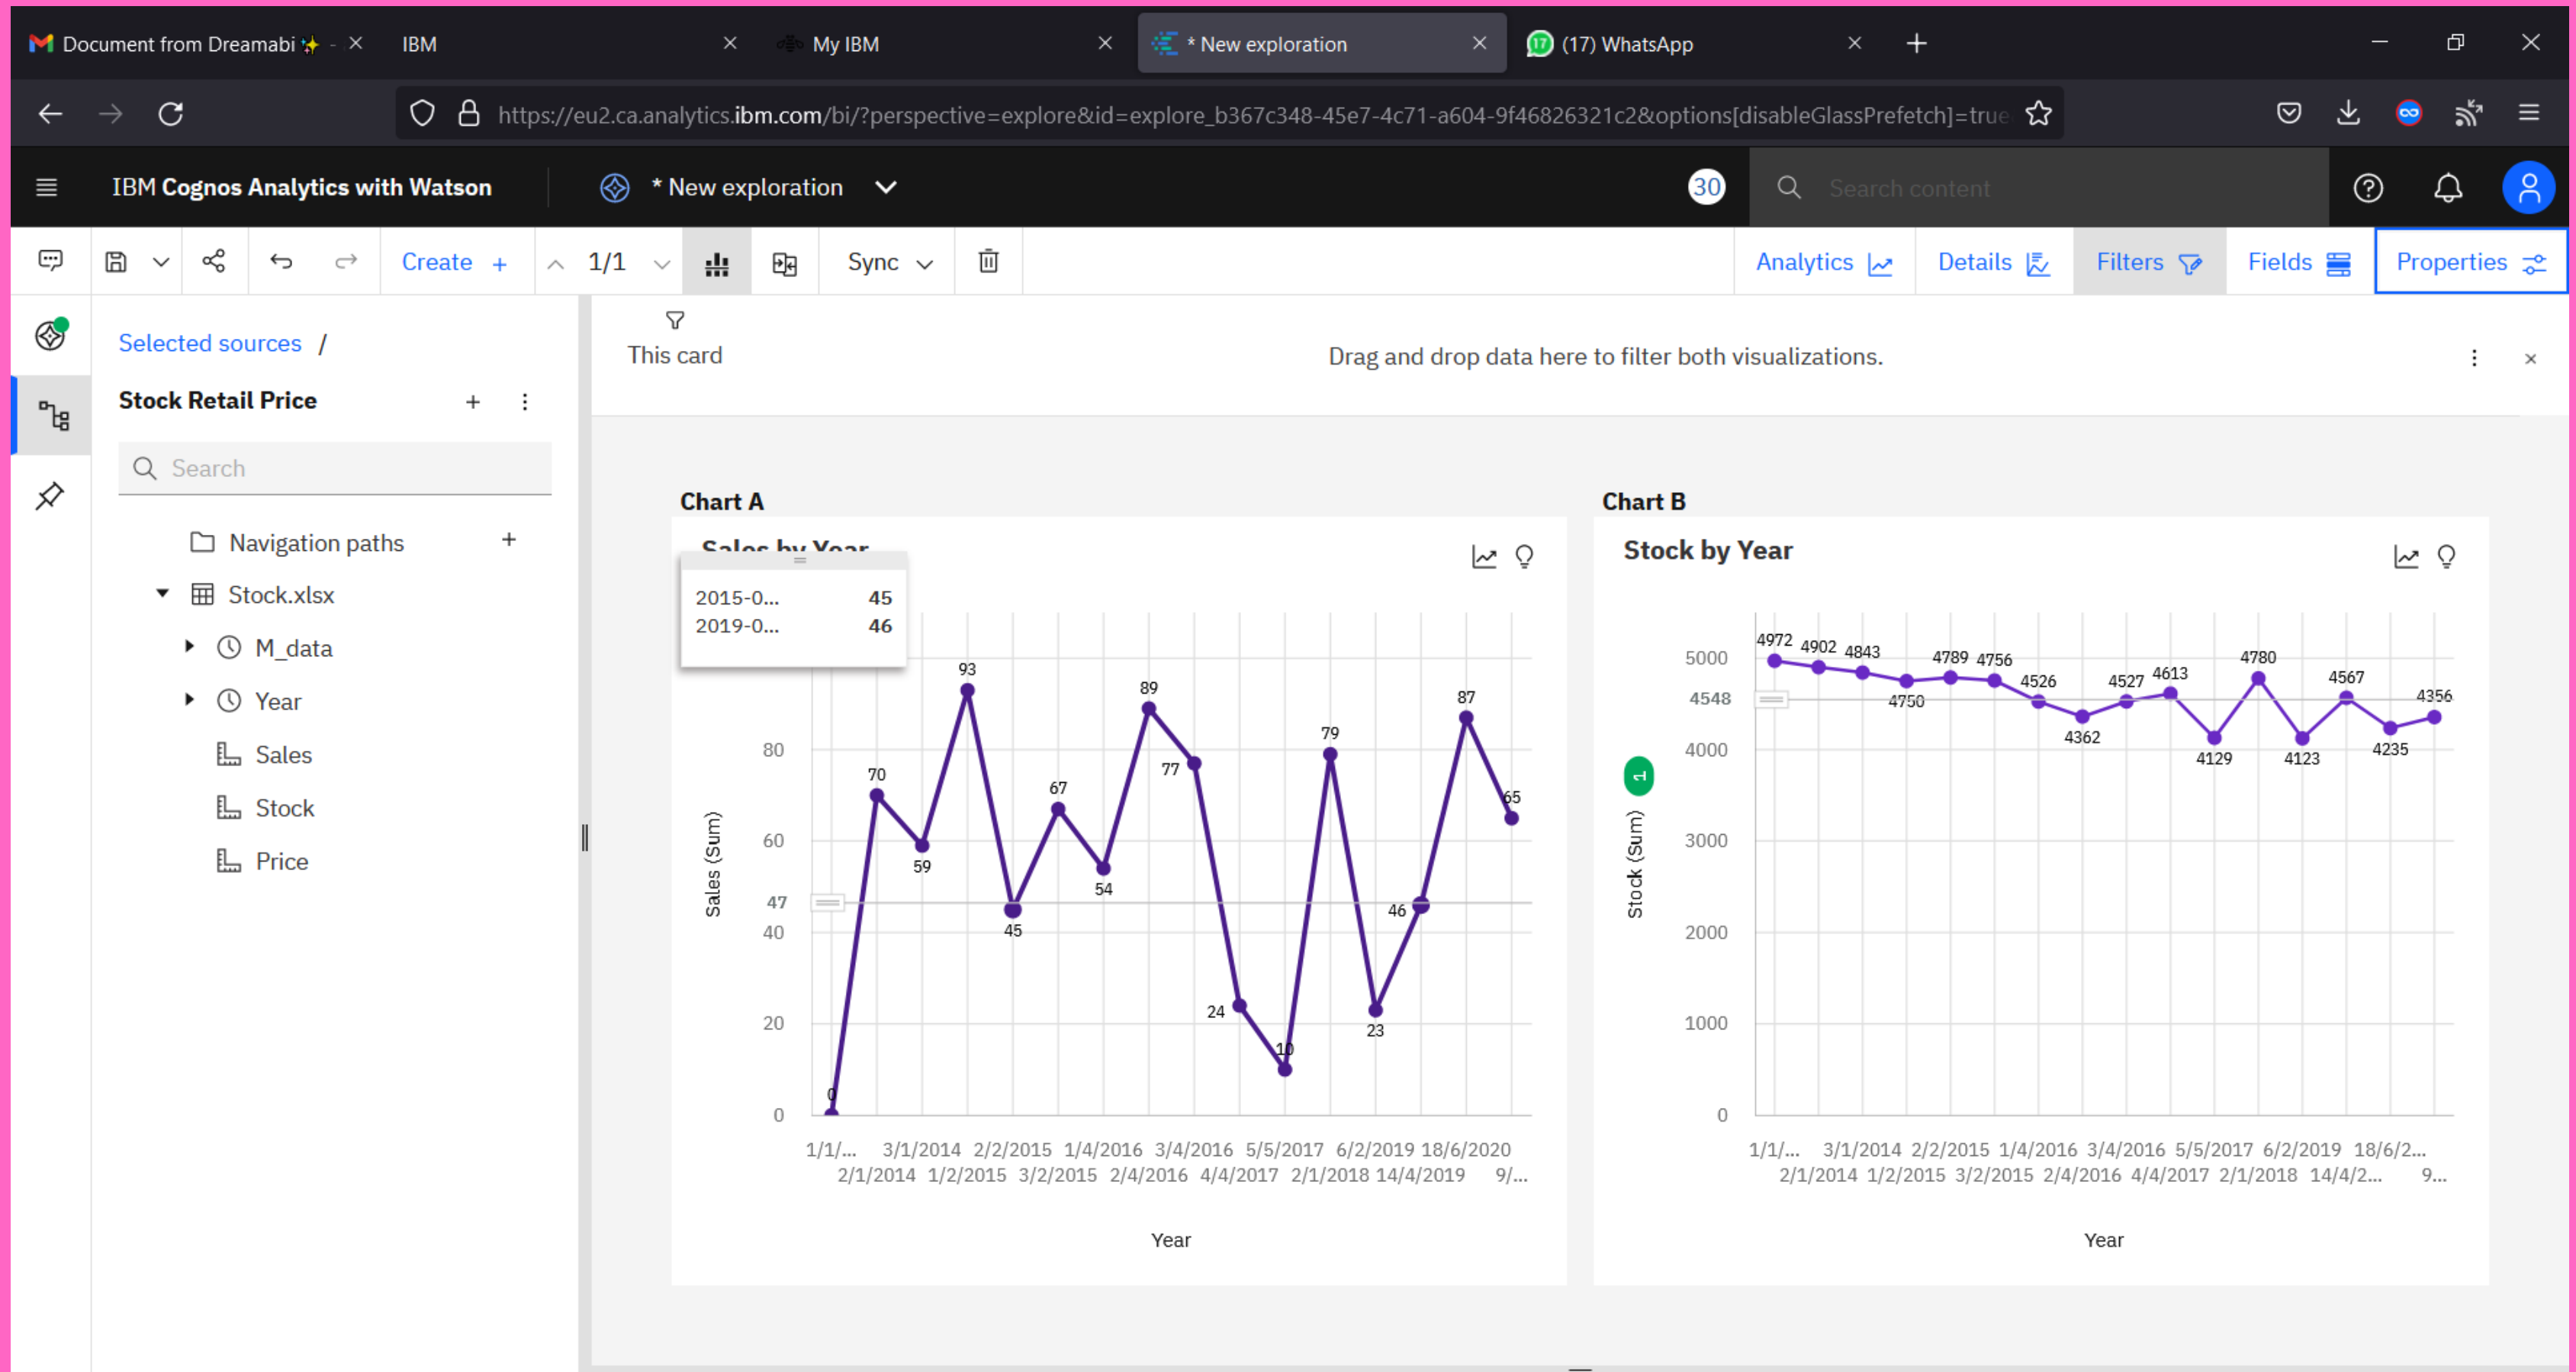 Document from Dreamabi ✨ -
IBM
My IBM
* New exploration
17
(17) WhatsApp
https://eu2.ca.analytics.ibm.com/bi/?perspective=explore&id=explore_b367c348-45e7-4c71-a604-9f46826321c2&options[disableGlassPrefetch]=true
IBM Cognos Analytics with Watson
* New exploration
30
Search content
Create +
1/1
Sync
Analytics
Details
Filters
Fields
Properties
Selected sources /
Stock Retail Price
Search
Navigation paths
Stock.xlsx
M_data
Year
Sales
Stock
Price
This card
Drag and drop data here to filter both visualizations.
Chart A
Sales by Year
2015-0... 45
2019-0... 46
80
60
47
40
20
0
Sales (Sum)
0
70
59
93
45
67
54
89
77
24
10
79
23
46
87
65
1/1/... 3/1/2014 2/2/2015 1/4/2016 3/4/2016 5/5/2017 6/2/2019 18/6/2020
2/1/2014 1/2/2015 3/2/2015 2/4/2016 4/4/2017 2/1/2018 14/4/2019 9/...
Year
Chart B
Stock by Year
5000
4548
4000
3000
2000
1000
0
1
Stock (Sum)
4972
4902
4843
4750
4789
4756
4526
4362
4527
4613
4129
4780
4123
4567
4235
4356
1/1/... 3/1/2014 2/2/2015 1/4/2016 3/4/2016 5/5/2017 6/2/2019 18/6/2...
2/1/2014 1/2/2015 3/2/2015 2/4/2016 4/4/2017 2/1/2018 14/4/2... 9...
Year